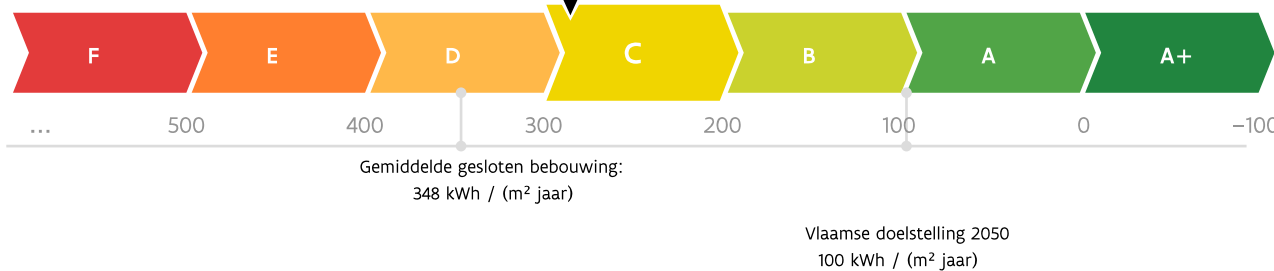 F E D C B A A+
... 500 400 300 200 100 0 −100
Gemiddelde gesloten bebouwing:
348 kWh / (m² jaar)
Vlaamse doelstelling 2050
100 kWh / (m² jaar)